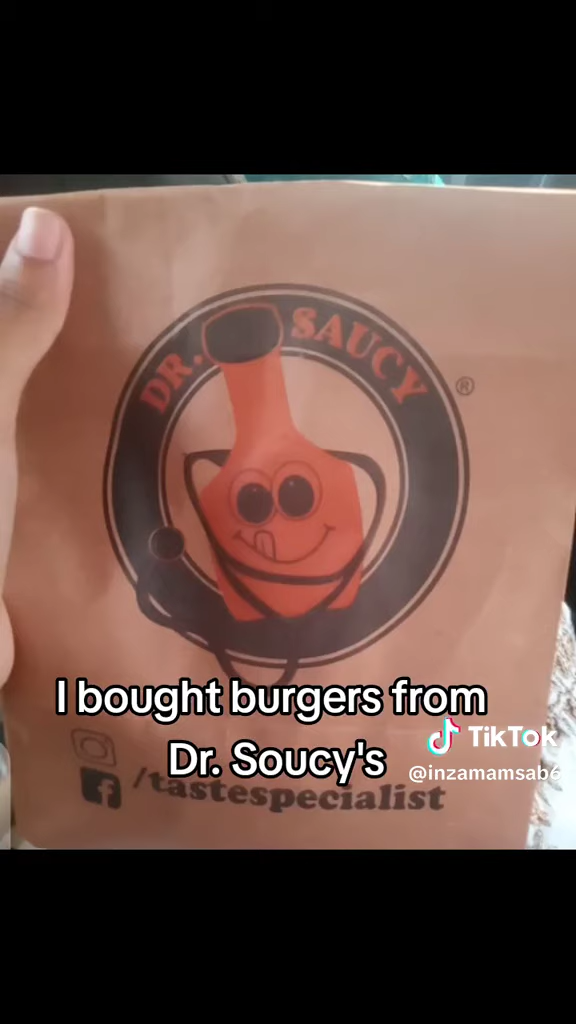 DR. SAUCY
®
I bought burgers from
Dr. Soucy's
TikTok
@inzamamsab6
/tastespecialist